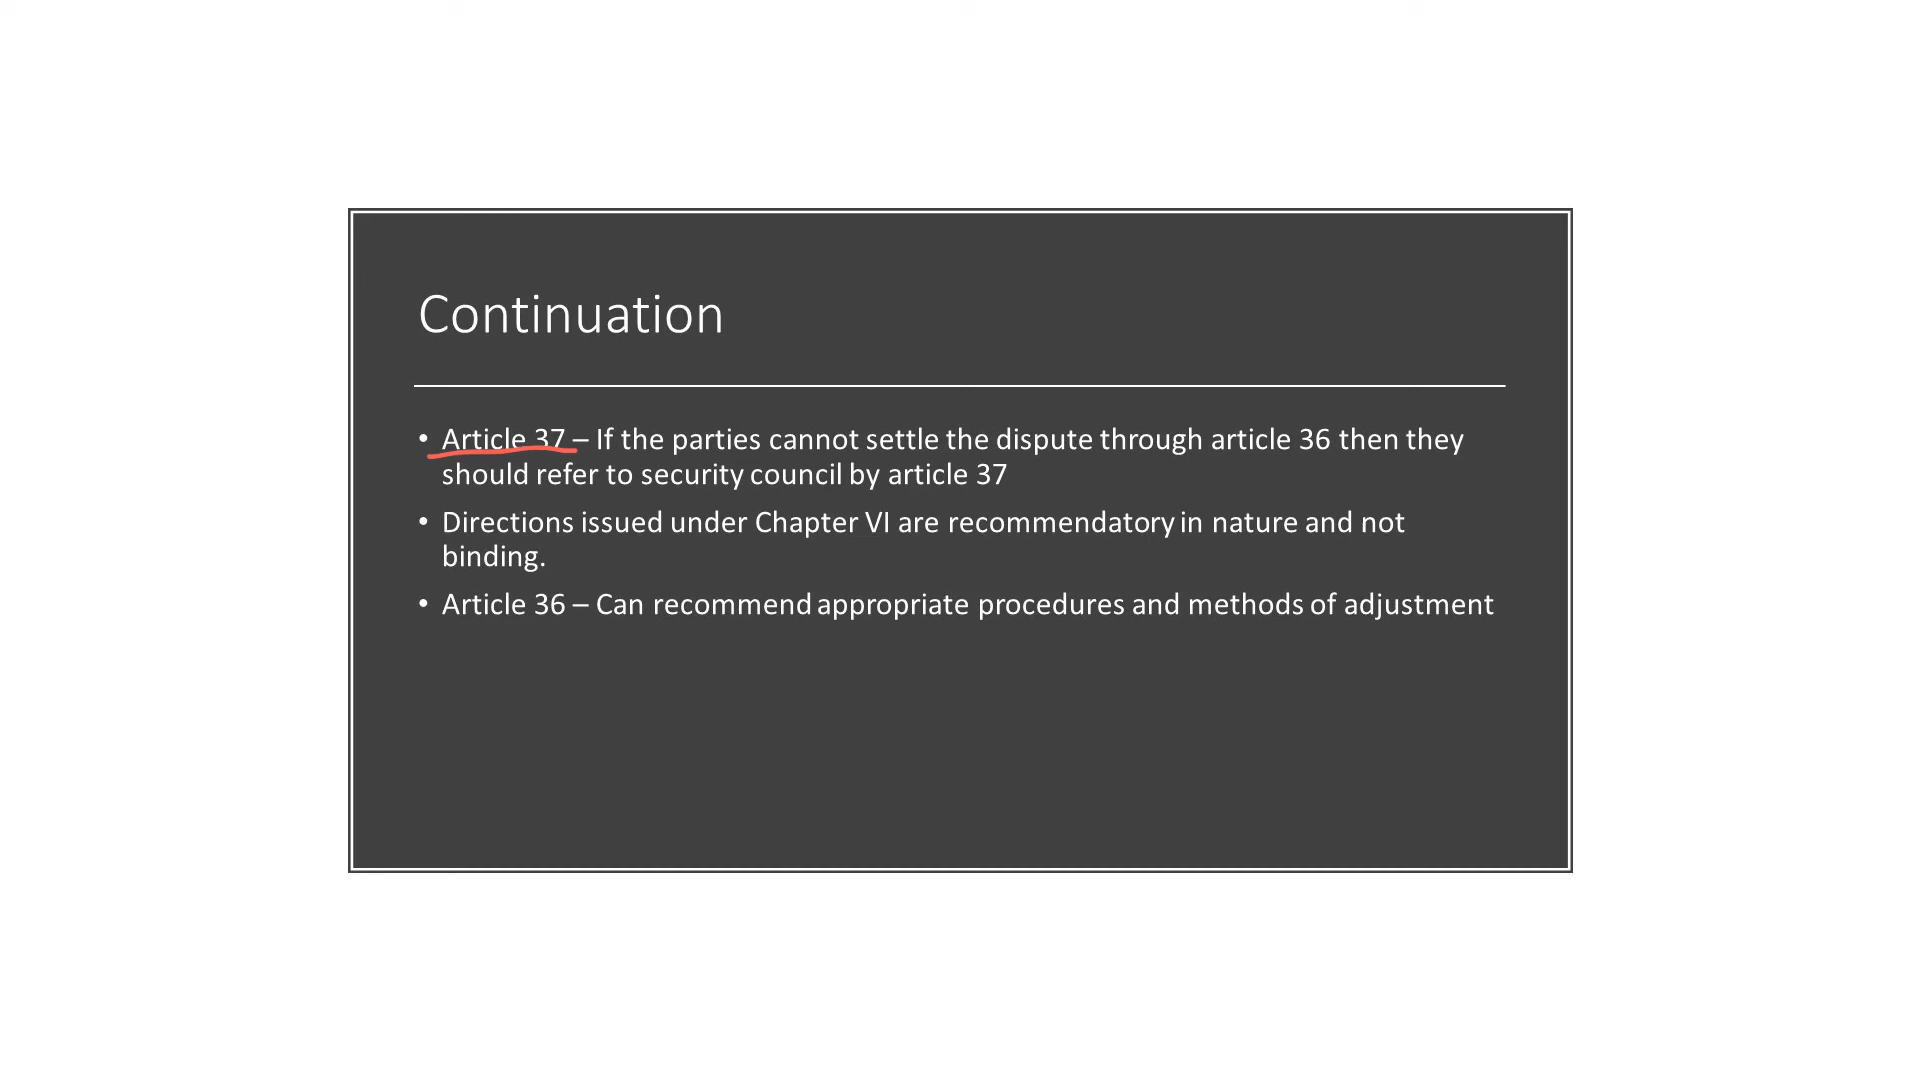 Continuation
• Article 37 – If the parties cannot settle the dispute through article 36 then they
should refer to security council by article 37
• Directions issued under Chapter VI are recommendatory in nature and not
binding.
• Article 36 – Can recommend appropriate procedures and methods of adjustment